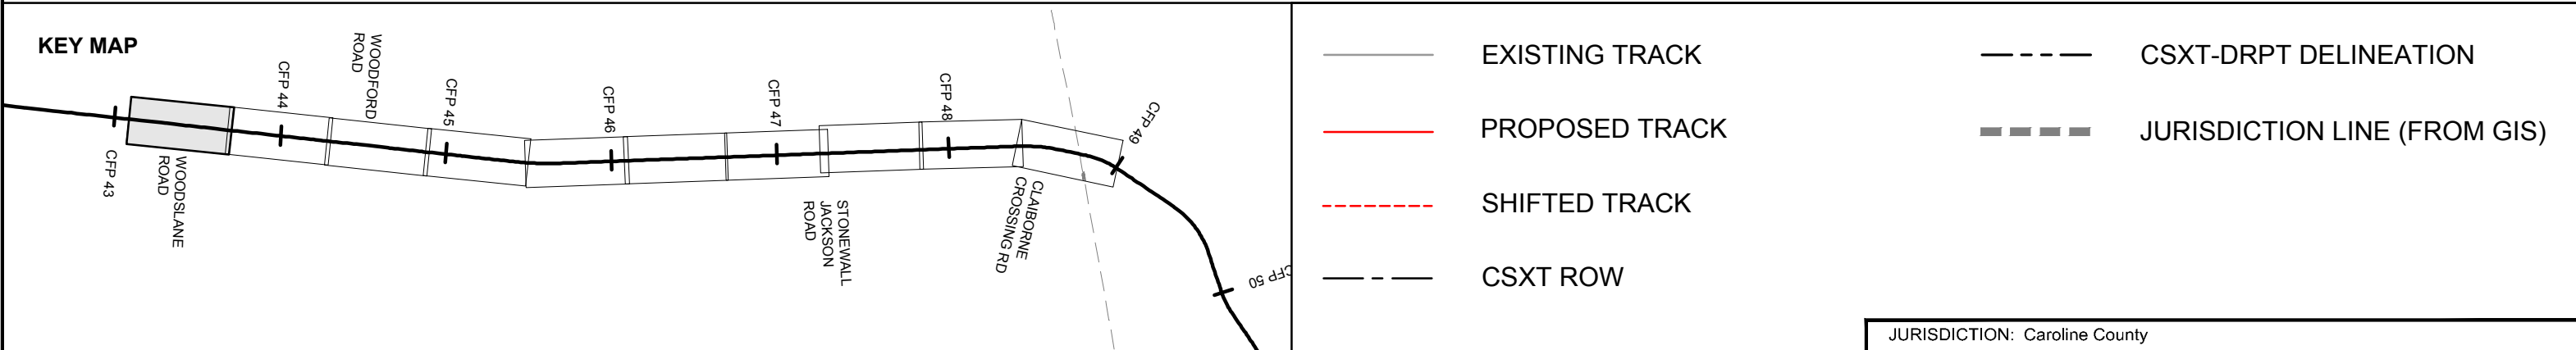 KEY MAP
CFP 43
WOODSLANE
ROAD
CFP 44
WOODFORD
ROAD
CFP 45
CFP 46
CFP 47
STONEWALL
JACKSON
ROAD
CFP 48
CLAIBORNE
CROSSING RD
CFP 49
CFP 50
EXISTING TRACK
PROPOSED TRACK
SHIFTED TRACK
CSXT ROW
CSXT-DRPT DELINEATION
JURISDICTION LINE (FROM GIS)
JURISDICTION: Caroline County